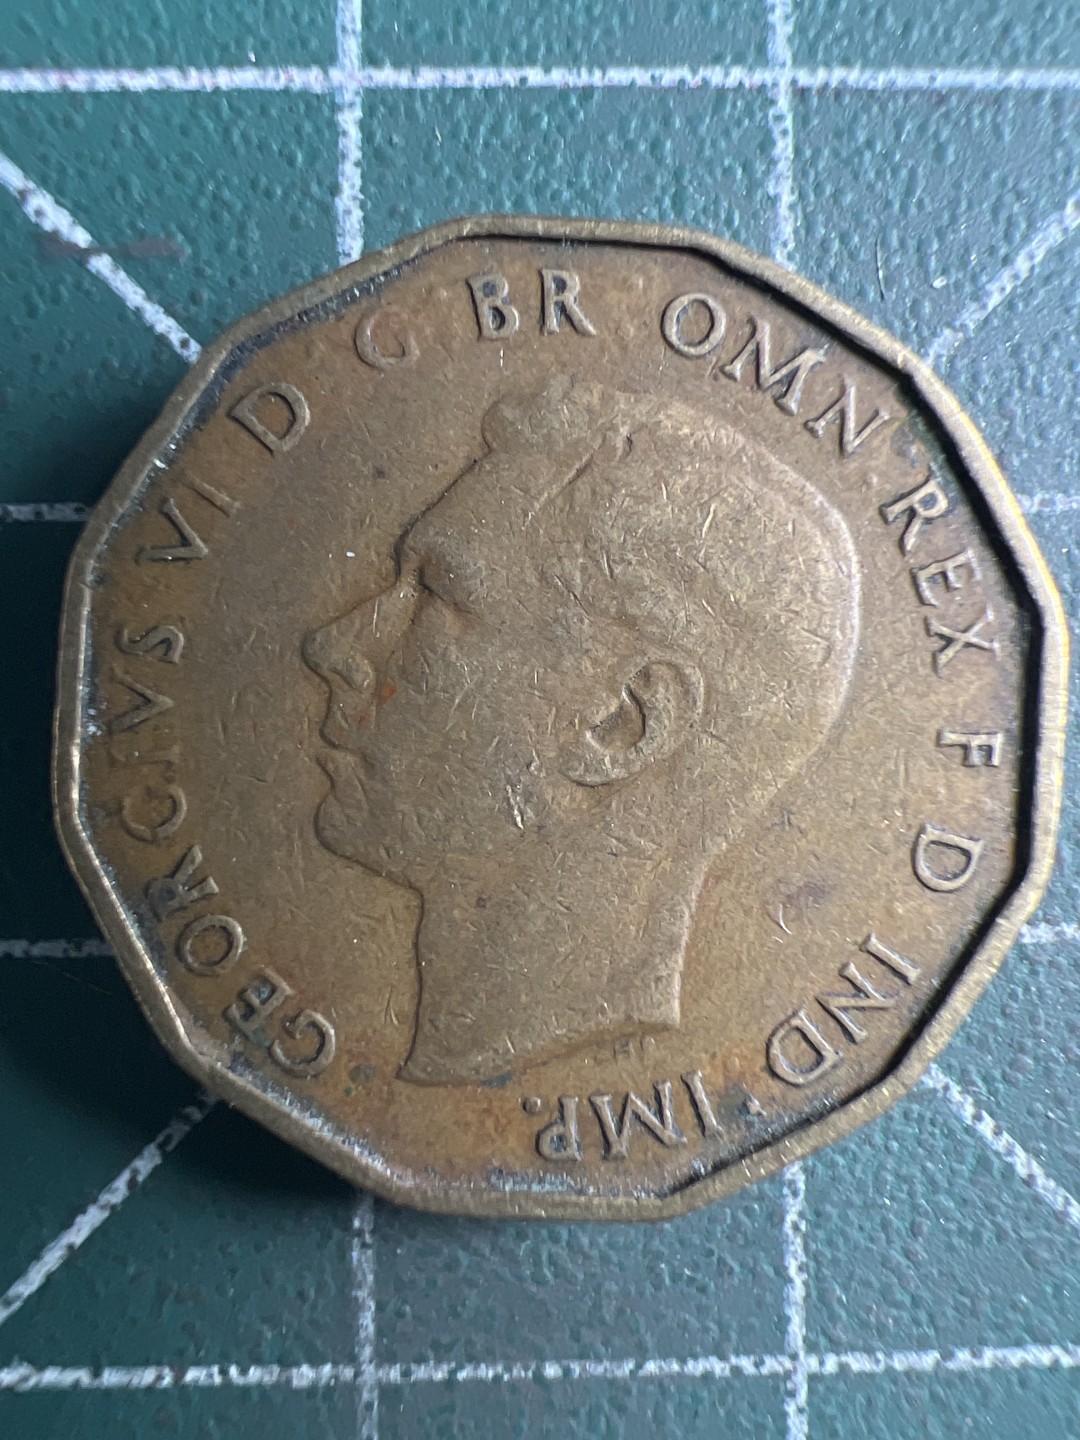 GEORGIVS VI D G BR OMN REX F D IND IMP.